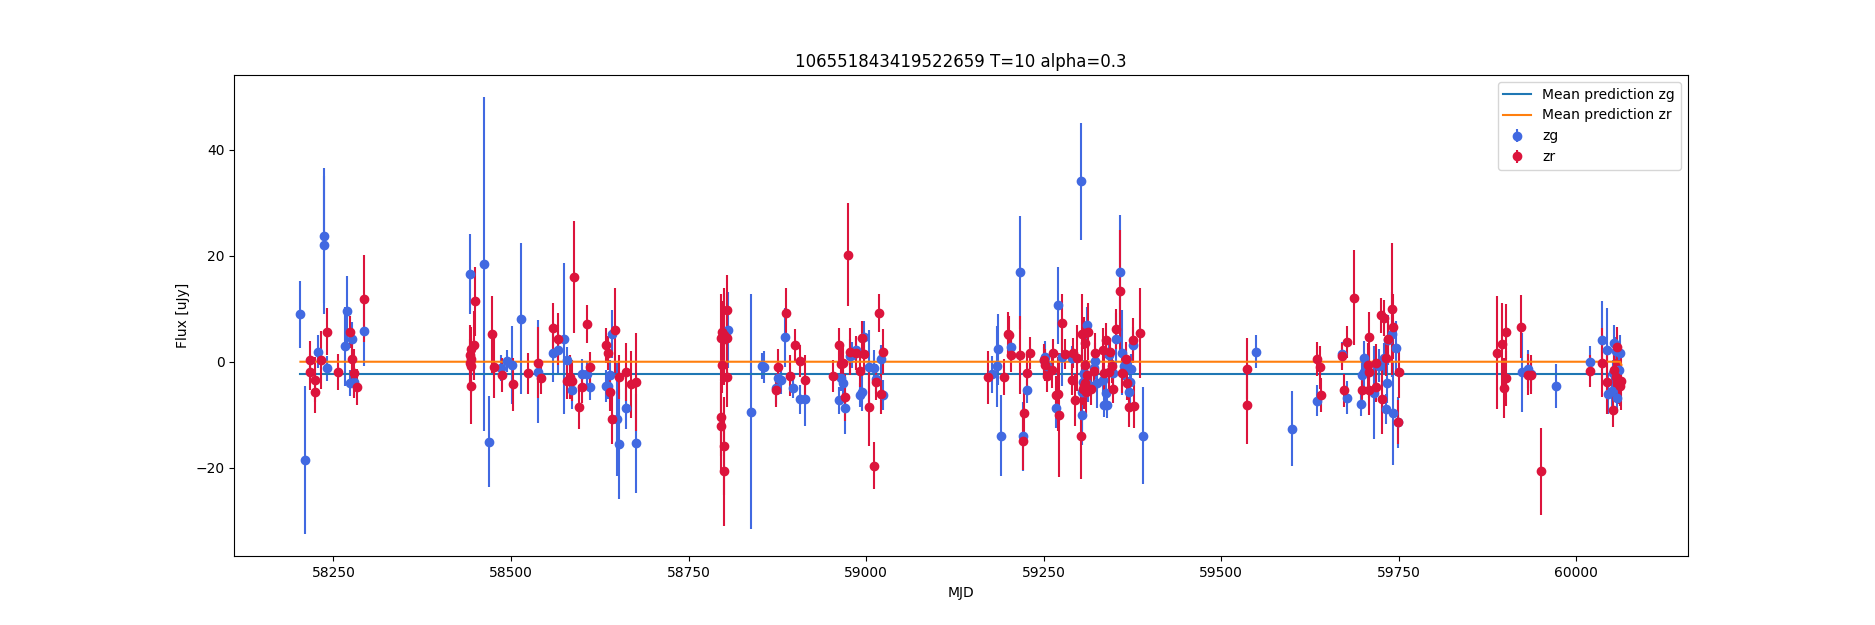 106551843419522659 T=10 alpha=0.3
Mean prediction zg
Mean prediction zr
zg
zr
Flux [uJy]
40
20
0
−20
58250 58500 58750 59000 59250 59500 59750 60000
MJD